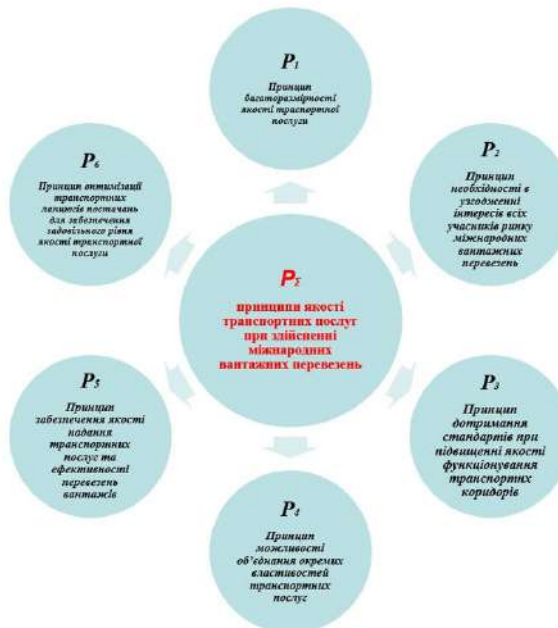 P₁
Принцип
багаторазмірності
якості траспортної
послуги
P₂
Принцип
необхідності в
узгодженні
інтересів всіх
учасників ринку
міжнародних
вантажних
перевезень
P₃
Принцип
дотримання
стандартів при
підвищенні якості
функціонування
транспортних
коридорів
P₄
Принцип
можливості
об’єднання окремих
властивостей
транспортних
послуг
P₅
Принцип
забезпечення якості
надання
транспортних
послуг та
ефективності
перевезень
вантажів
P₆
Принцип оптимізації
транспортних
ланцюгів постачань
для забезпечення
задовільного рівня
якості транспортної
послуги
P_Σ
принципи якості
транспортних послуг
при здійсненні
міжнародних
вантажних перевезень